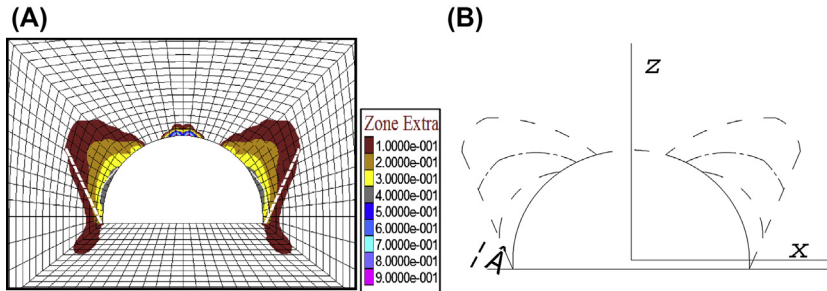 (A)
(B)
Zone Extra
1.0000e-001
2.0000e-001
3.0000e-001
4.0000e-001
5.0000e-001
6.0000e-001
7.0000e-001
8.0000e-001
9.0000e-001
z
x
A